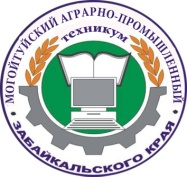 МОГОЙТУЙСКИЙ АГРАРНО-ПРОМЫШЛЕННЫЙ
техникум
ЗАБАЙКАЛЬСКОГО КРАЯ